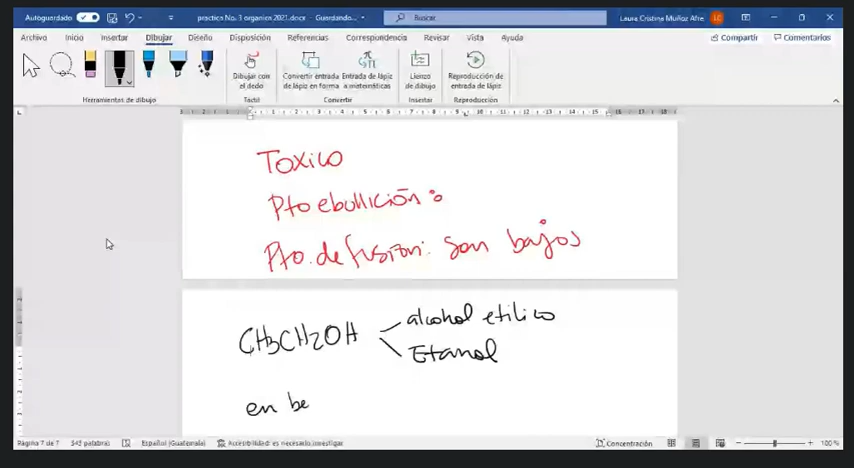 Autoguardado practica No. 3 organica 2021.docx - Guardando... Buscar Laura Cristina Muñoz Afre LC
Archivo Inicio Insertar Dibujar Diseño Disposición Referencias Correspondencia Revisar Vista Ayuda Compartir Comentarios
Dibujar con el dedo
Convertir entrada de lápiz en forma
Entrada de lápiz a matemáticas
Lienzo de dibujo
Reproducción de entrada de lápiz
Herramientas de dibujo Táctil Convertir Insertar Reproducción
Toxico
Pto ebullición:
Pto. de fusión: son bajos
CH3CH2OH
alcohol etilico
Etanol
en be
Página 7 de 7 Español (Guatemala) Accesibilidad: es necesario investigar Concentración 100 %